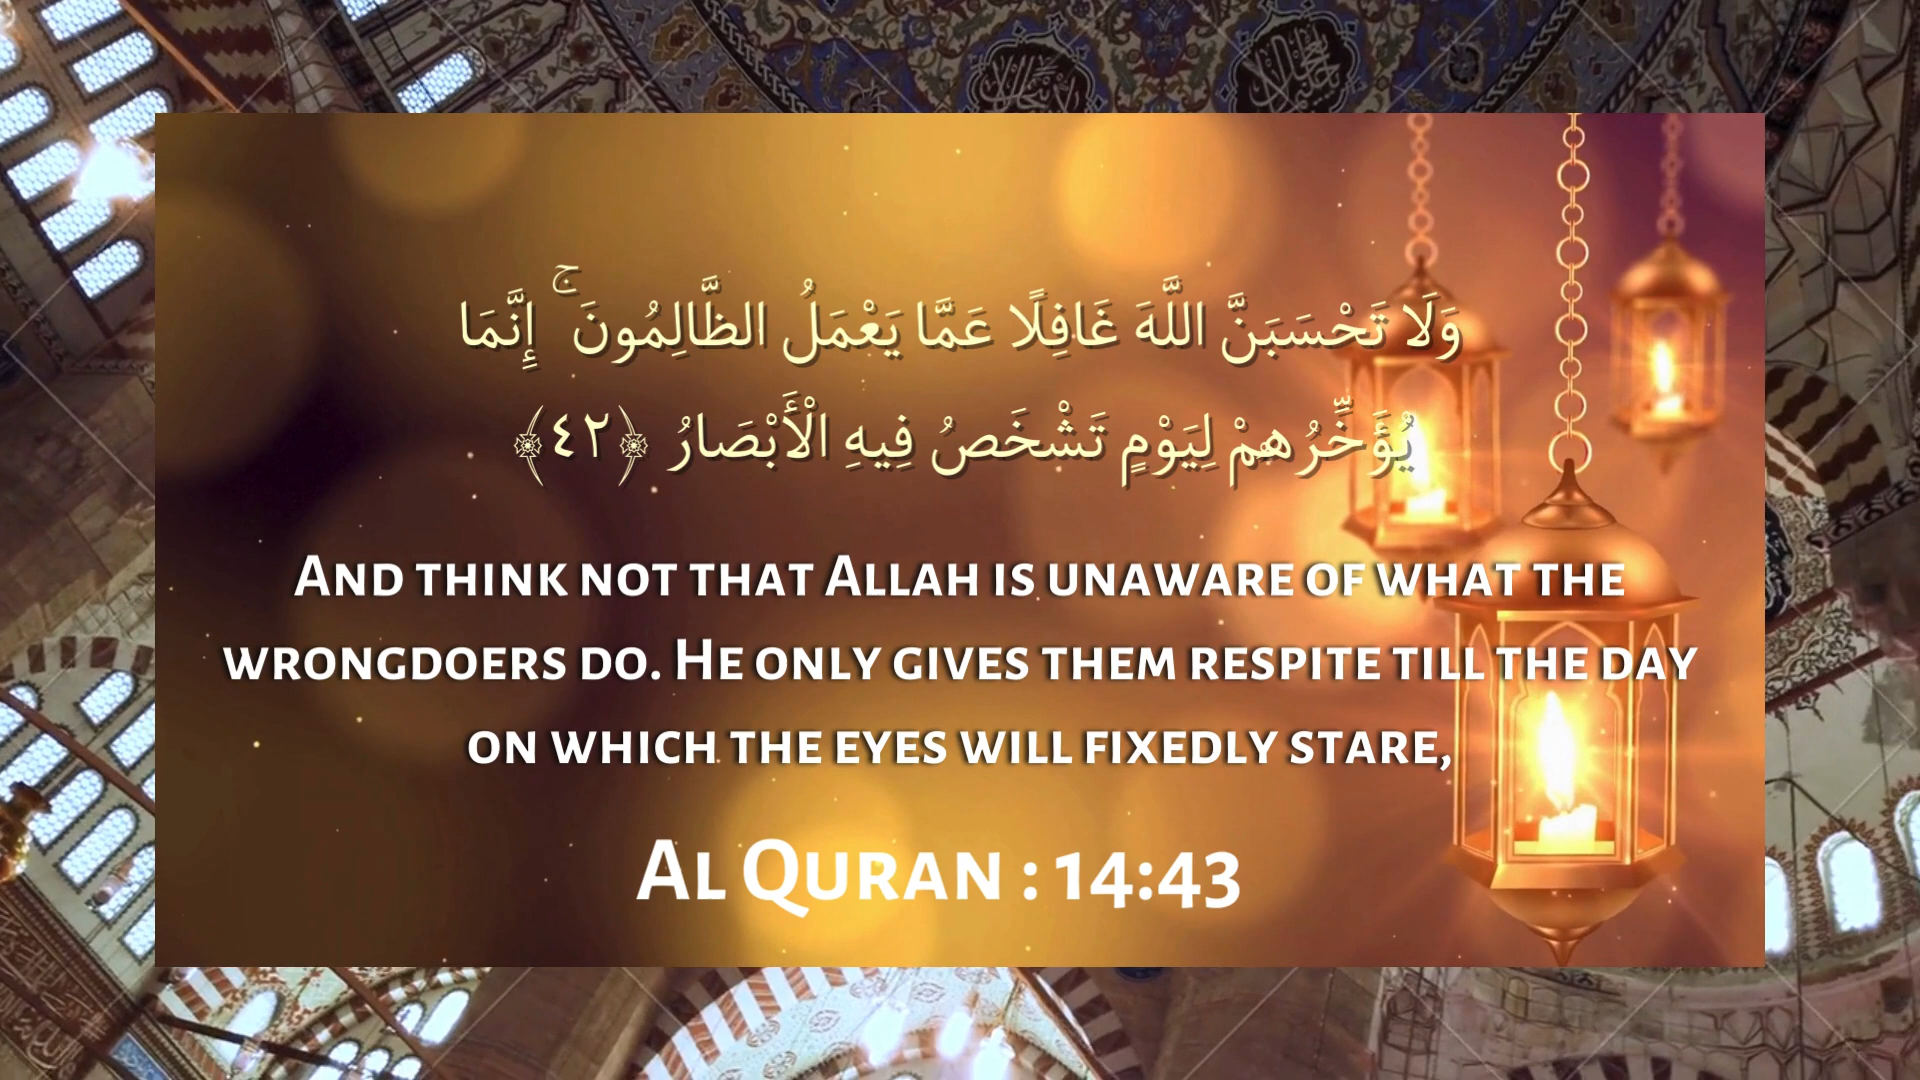 وَلَا تَحْسَبَنَّ اللَّهَ غَافِلًا عَمَّا يَعْمَلُ الظَّالِمُونَ ۚ إِنَّمَا
يُؤَخِّرُهُمْ لِيَوْمٍ تَشْخَصُ فِيهِ الْأَبْصَارُ ﴿٤٢﴾
And think not that Allah is unaware of what the
wrongdoers do. He only gives them respite till the day
on which the eyes will fixedly stare,
Al Quran : 14:43